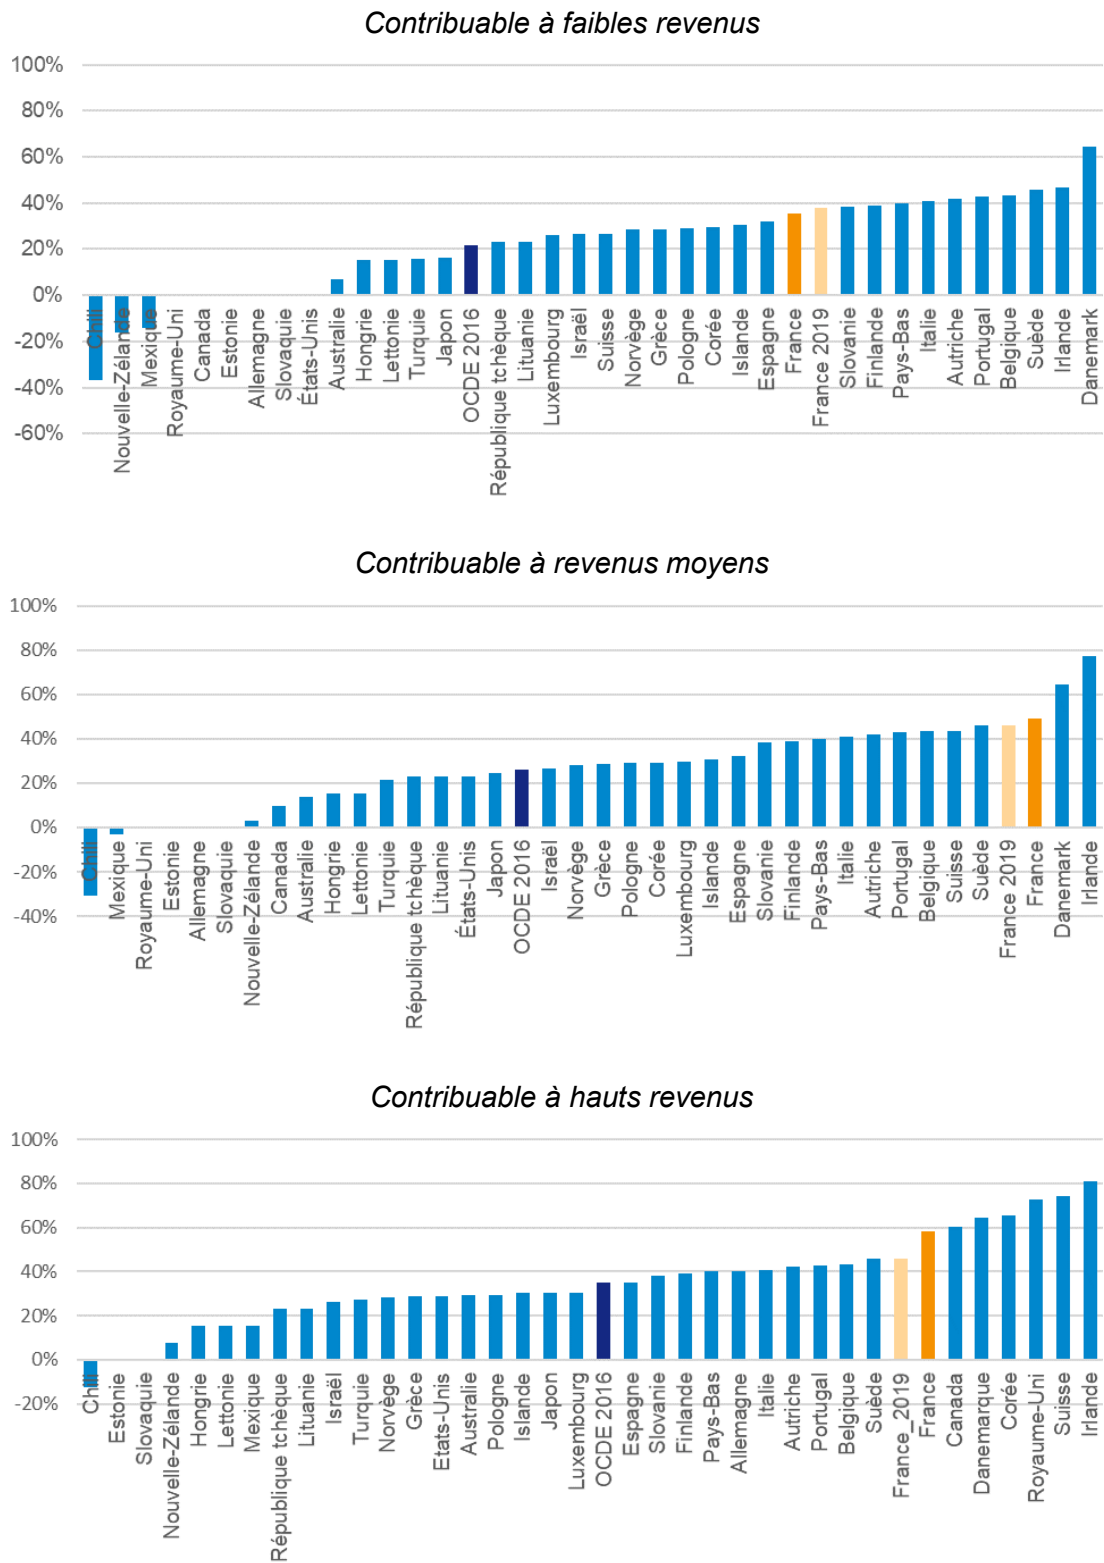 Contribuable à faibles revenus
100%
80%
60%
40%
20%
0%
-20%
-40%
-60%
Chili
Nouvelle-Zélande
Mexique
Royaume-Uni
Canada
Estonie
Allemagne
Slovaquie
États-Unis
Australie
Hongrie
Lettonie
Turquie
Japon
OCDE 2016
République tchèque
Lituanie
Luxembourg
Israël
Suisse
Norvège
Grèce
Pologne
Corée
Islande
Espagne
France
France 2019
Slovanie
Finlande
Pays-Bas
Italie
Autriche
Portugal
Belgique
Suède
Irlande
Danemark
Contribuable à revenus moyens
100%
80%
60%
40%
20%
0%
-20%
-40%
Chili
Mexique
Royaume-Uni
Estonie
Allemagne
Slovaquie
Nouvelle-Zélande
Canada
Australie
Hongrie
Lettonie
Turquie
République tchèque
Lituanie
États-Unis
Japon
OCDE 2016
Israël
Norvège
Grèce
Pologne
Corée
Luxembourg
Islande
Espagne
Slovanie
Finlande
Pays-Bas
Italie
Autriche
Portugal
Belgique
Suisse
Suède
France 2019
France
Danemark
Irlande
Contribuable à hauts revenus
100%
80%
60%
40%
20%
0%
-20%
Chili
Estonie
Slovaquie
Nouvelle-Zélande
Hongrie
Lettonie
Mexique
République tchèque
Lituanie
Israël
Turquie
Norvège
Grèce
Etats-Unis
Australie
Pologne
Islande
Japon
Luxembourg
OCDE 2016
Espagne
Slovanie
Finlande
Pays-Bas
Allemagne
Italie
Autriche
Portugal
Belgique
Suède
France_2019
France
Canada
Danemarque
Corée
Royaume-Uni
Suisse
Irlande